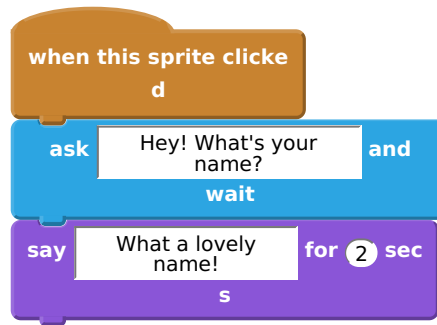 when this sprite clicke
d
ask Hey! What's your name? and
wait
say What a lovely name! for 2 sec
s